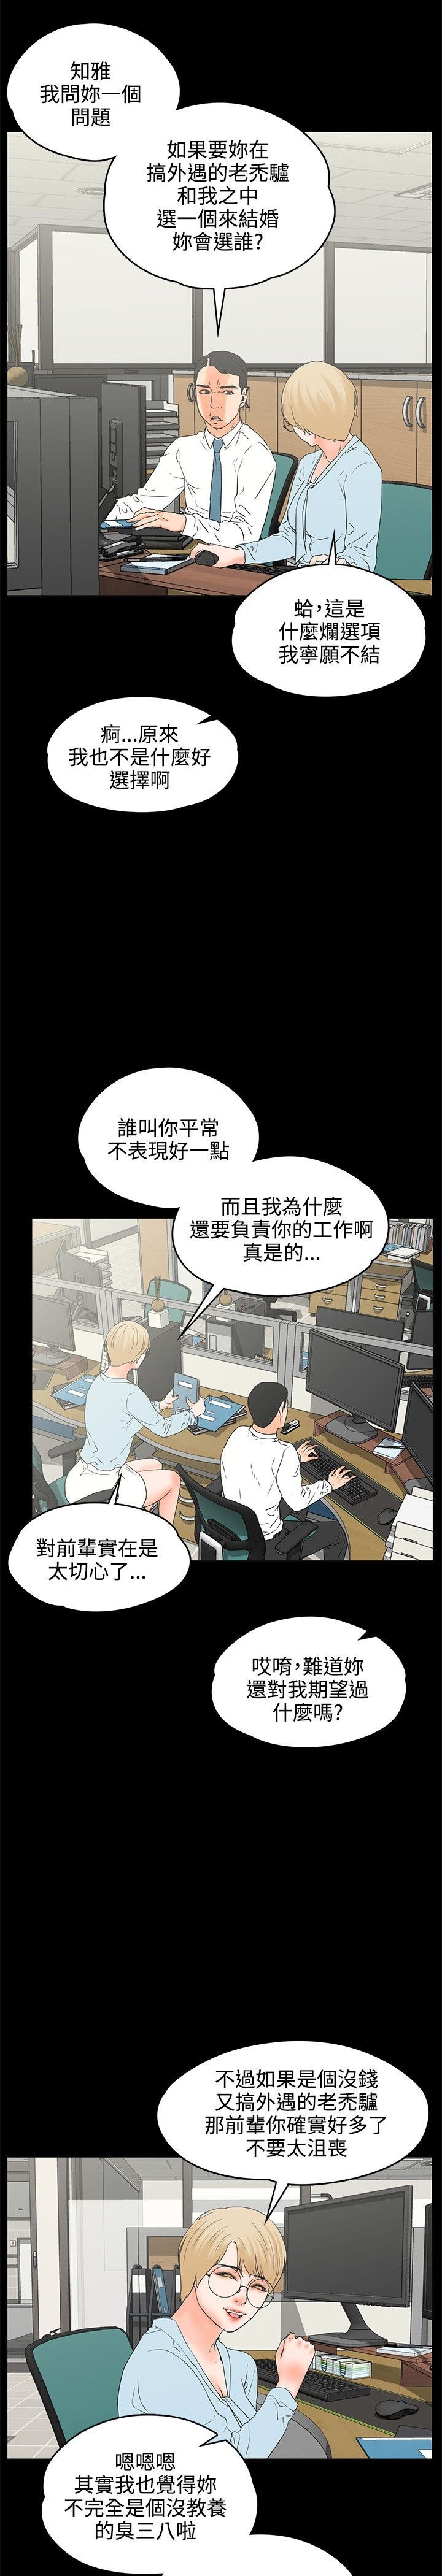 知雅
我問妳一個
問題
如果要妳在
搞外遇的老禿驢
和我之中
選一個來結婚
妳會選誰?
蛤,這是
什麼爛選項
我寧願不結
痾...原來
我也不是什麼好
選擇啊
誰叫你平常
不表現好一點
而且我為什麼
還要負責你的工作啊
真是的...
對前輩實在是
太切心了...
哎唷,難道妳
還對我期望過
什麼嗎?
不過如果是個沒錢
又搞外遇的老禿驢
那前輩你確實好多了
不要太沮喪
嗯嗯嗯
其實我也覺得妳
不完全是個沒教養
的臭三八啦